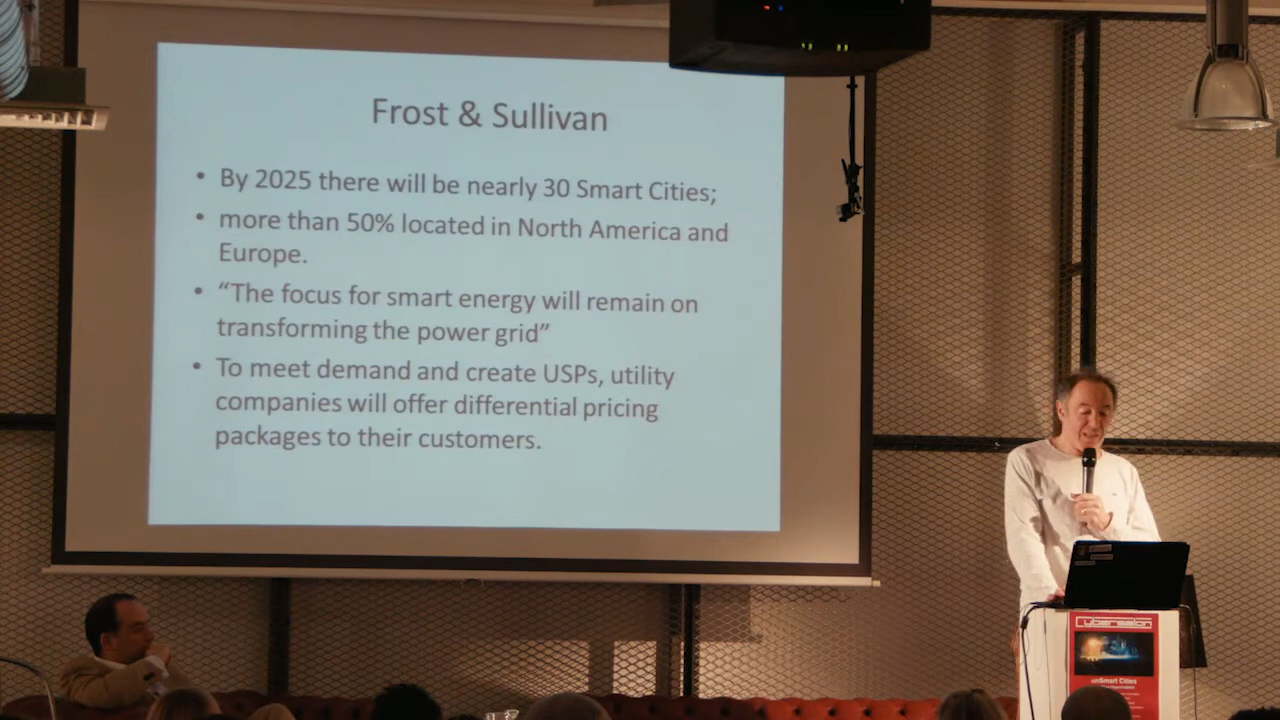 Frost & Sullivan
• By 2025 there will be nearly 30 Smart Cities;
• more than 50% located in North America and
Europe.
• “The focus for smart energy will remain on
transforming the power grid”
• To meet demand and create USPs, utility
companies will offer differential pricing
packages to their customers.
unSmart Cities